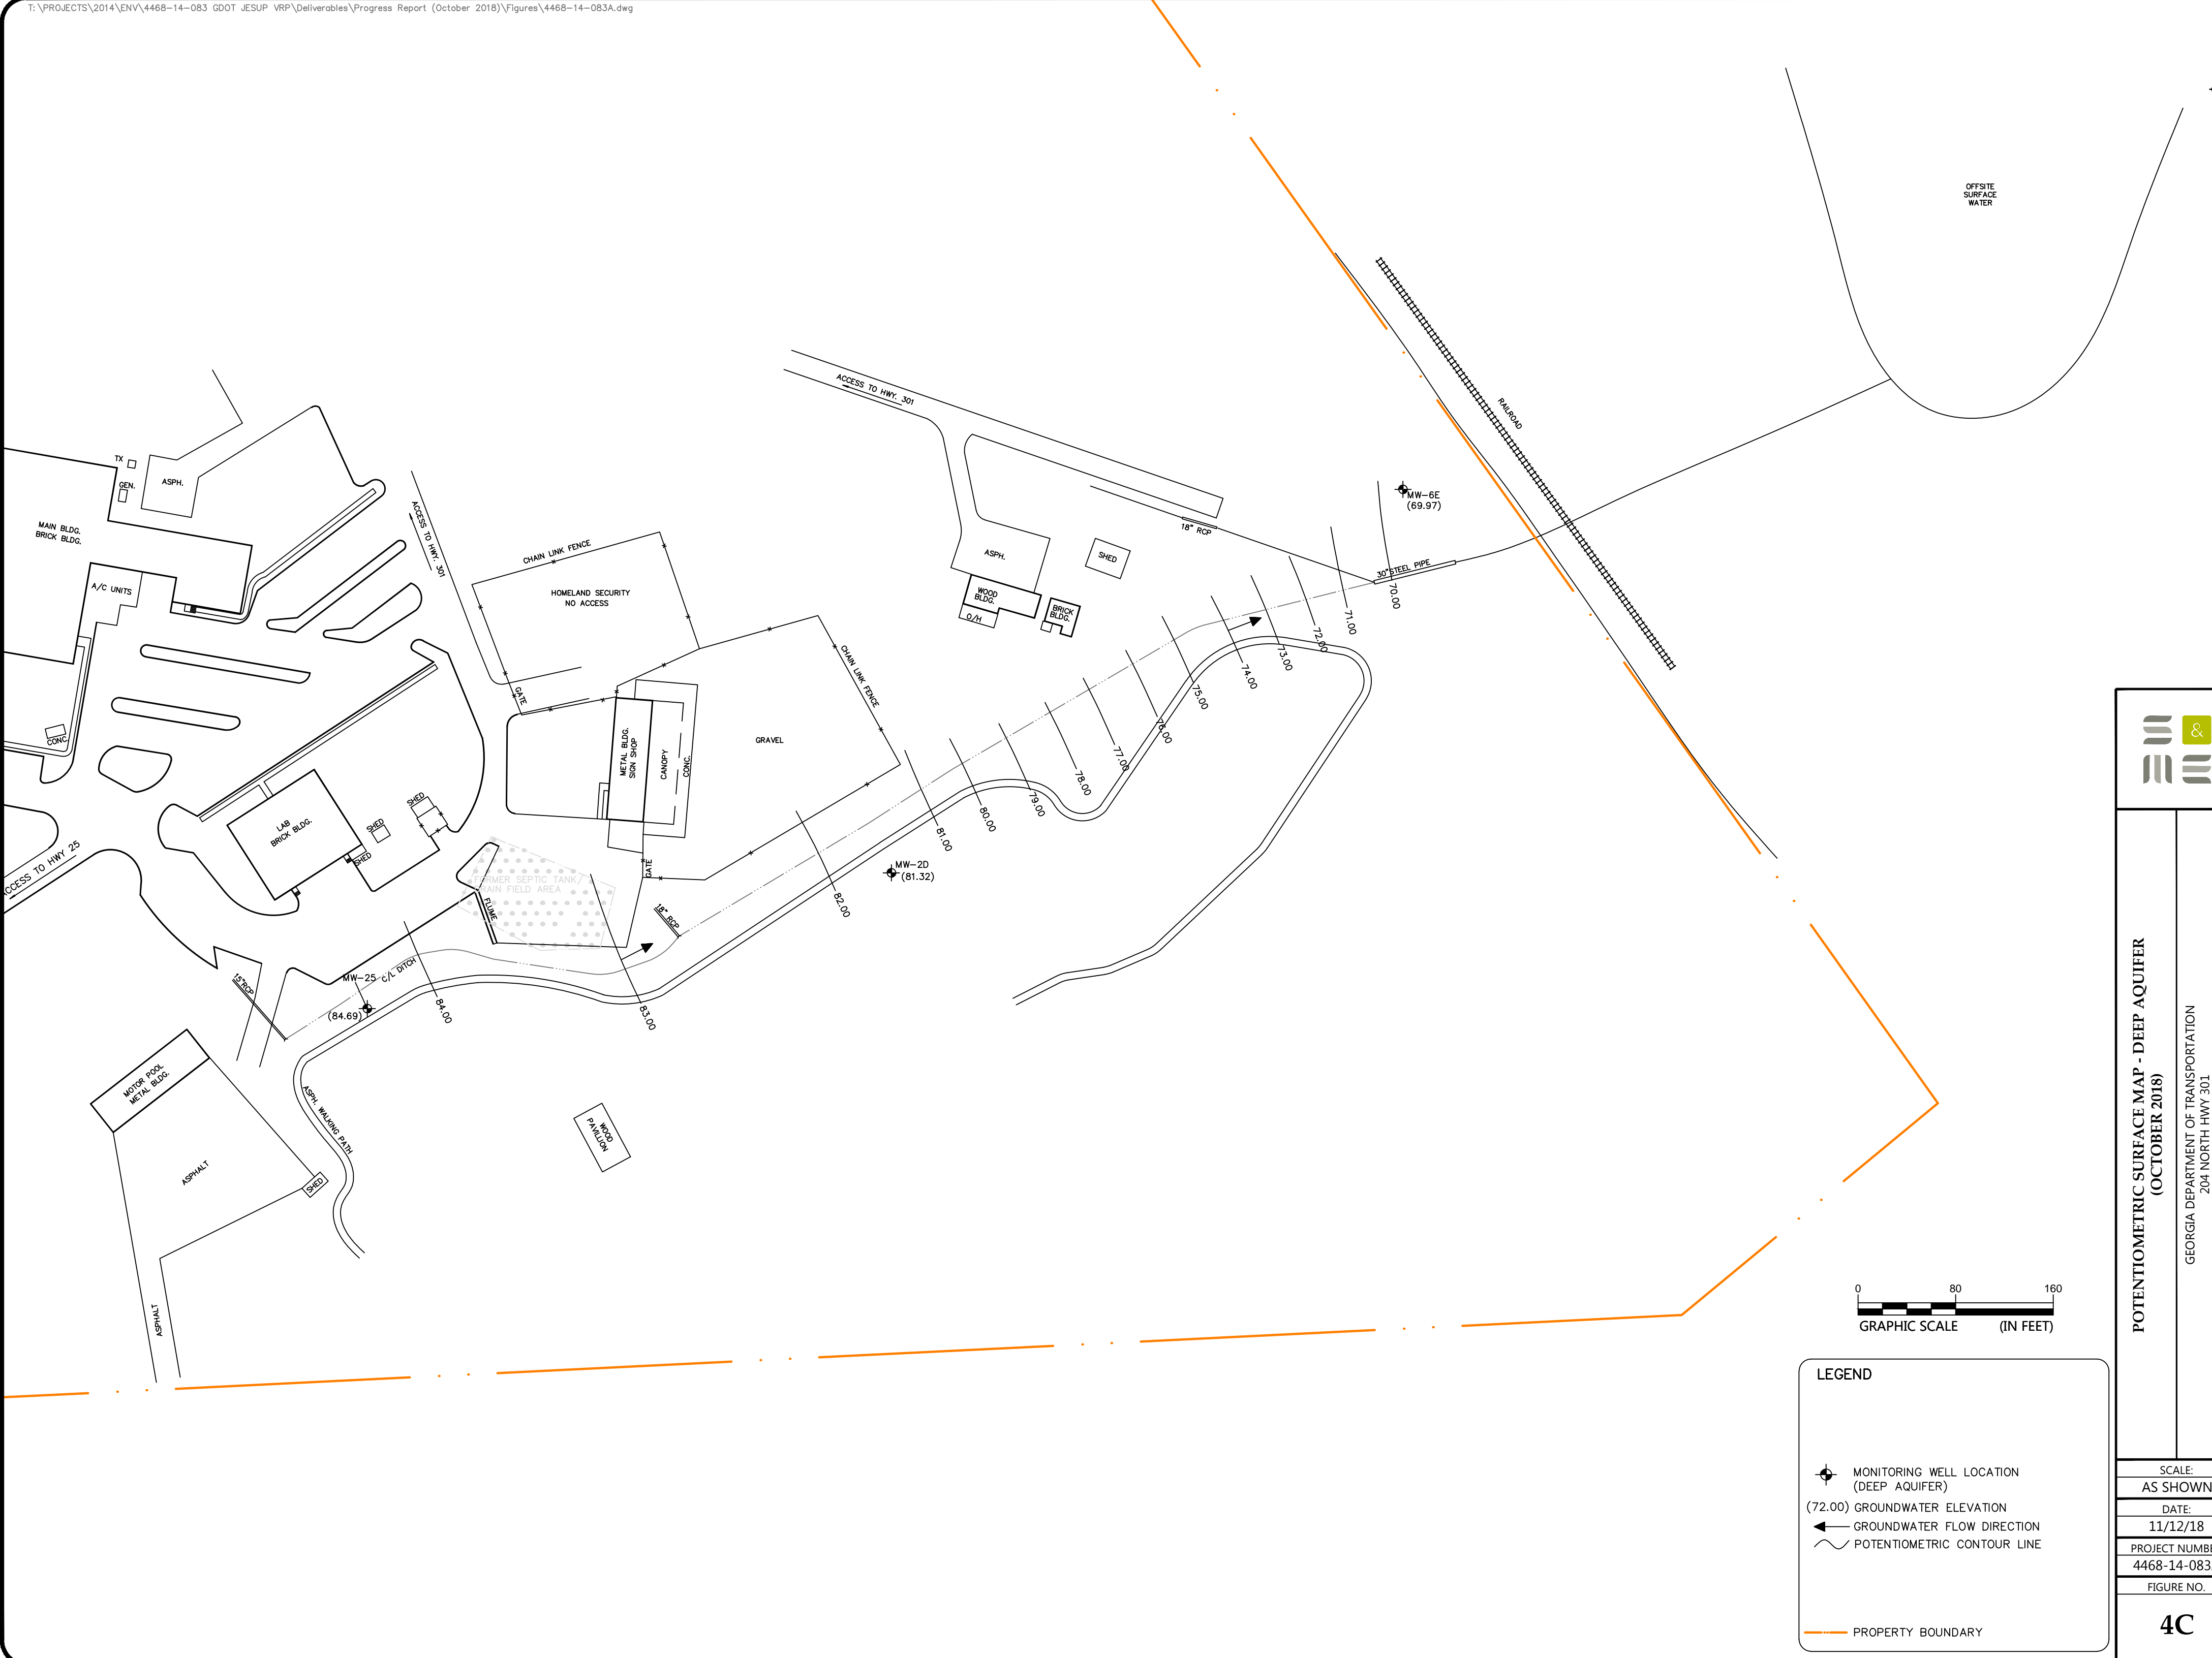 T:\PROJECTS\2014\ENV\4468-14-083 GDOT JESUP VRP\Deliverables\Progress Report (October 2018)\Figures\4468-14-083A.dwg
OFFSITE
SURFACE
WATER
RAILROAD
ACCESS TO HWY. 301
MW-6E
(69.97)
18" RCP
30"STEEL PIPE
ASPH.
SHED
WOOD
BLDG.
BRICK
BLDG.
O/H
TX
GEN.
ASPH.
MAIN BLDG.
BRICK BLDG.
A/C UNITS
ACCESS TO HWY. 301
CHAIN LINK FENCE
HOMELAND SECURITY
NO ACCESS
GATE
CHAIN LINK FENCE
GRAVEL
METAL BLDG.
SIGN SHOP
CANOPY
CONC.
CONC.
LAB
BRICK BLDG.
SHED
SHED
SHED
ACCESS TO HWY 25
FORMER SEPTIC TANK/
DRAIN FIELD AREA
FLUME
GATE
18" RCP
MW-2D
(81.32)
70.00
71.00
72.00
73.00
74.00
75.00
76.00
77.00
78.00
79.00
80.00
81.00
82.00
83.00
84.00
MW-25
C/L DITCH
(84.69)
15"RCP
MOTOR POOL
METAL BLDG.
ASPH. WALKING PATH
WOOD
PAVILLION
ASPHALT
SHED
ASPHALT
0 80 160
GRAPHIC SCALE (IN FEET)
LEGEND
MONITORING WELL LOCATION
(DEEP AQUIFER)
(72.00) GROUNDWATER ELEVATION
GROUNDWATER FLOW DIRECTION
POTENTIOMETRIC CONTOUR LINE
PROPERTY BOUNDARY
S&
ME
POTENTIOMETRIC SURFACE MAP - DEEP AQUIFER
(OCTOBER 2018)
GEORGIA DEPARTMENT OF TRANSPORTATION
204 NORTH HWY 301
SCALE:
AS SHOWN
DATE:
11/12/18
PROJECT NUMBE
4468-14-083
FIGURE NO.
4C